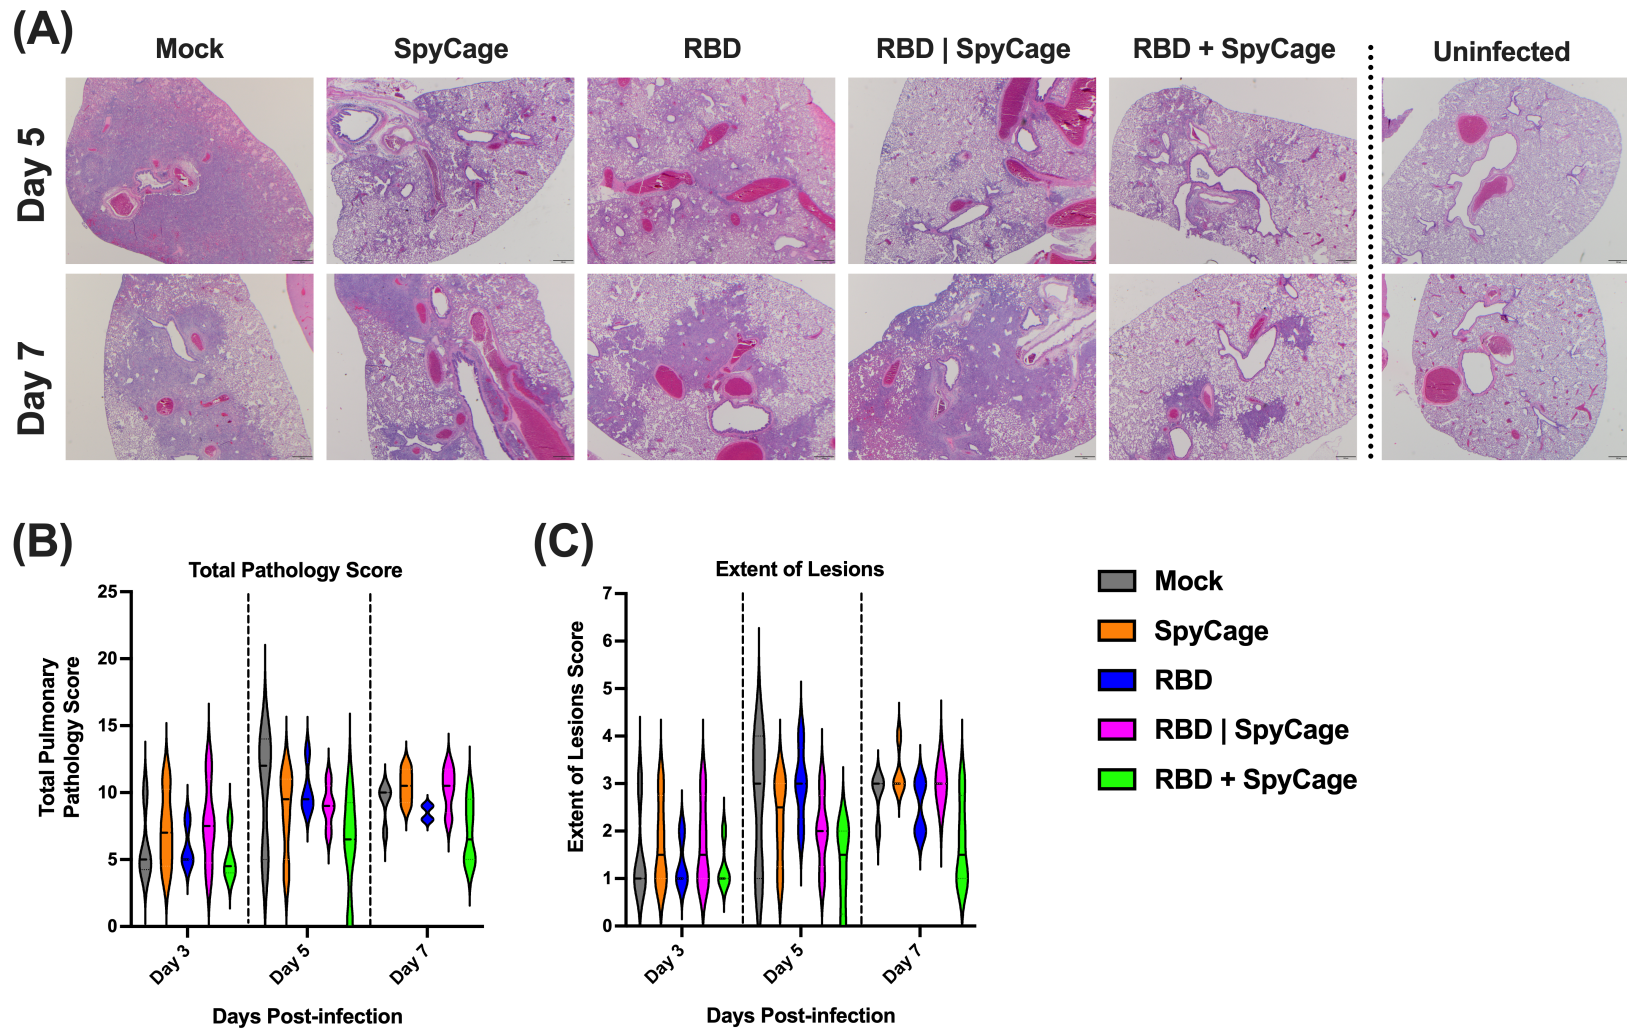 (A)
Mock
SpyCage
RBD
RBD | SpyCage
RBD + SpyCage
Uninfected
Day 5
Day 7
(B)
Total Pathology Score
Total Pulmonary
Pathology Score
25
20
15
10
5
0
Day 3
Day 5
Day 7
Days Post-infection
(C)
Extent of Lesions
Extent of Lesions Score
7
6
5
4
3
2
1
0
Day 3
Day 5
Day 7
Days Post-infection
Mock
SpyCage
RBD
RBD | SpyCage
RBD + SpyCage